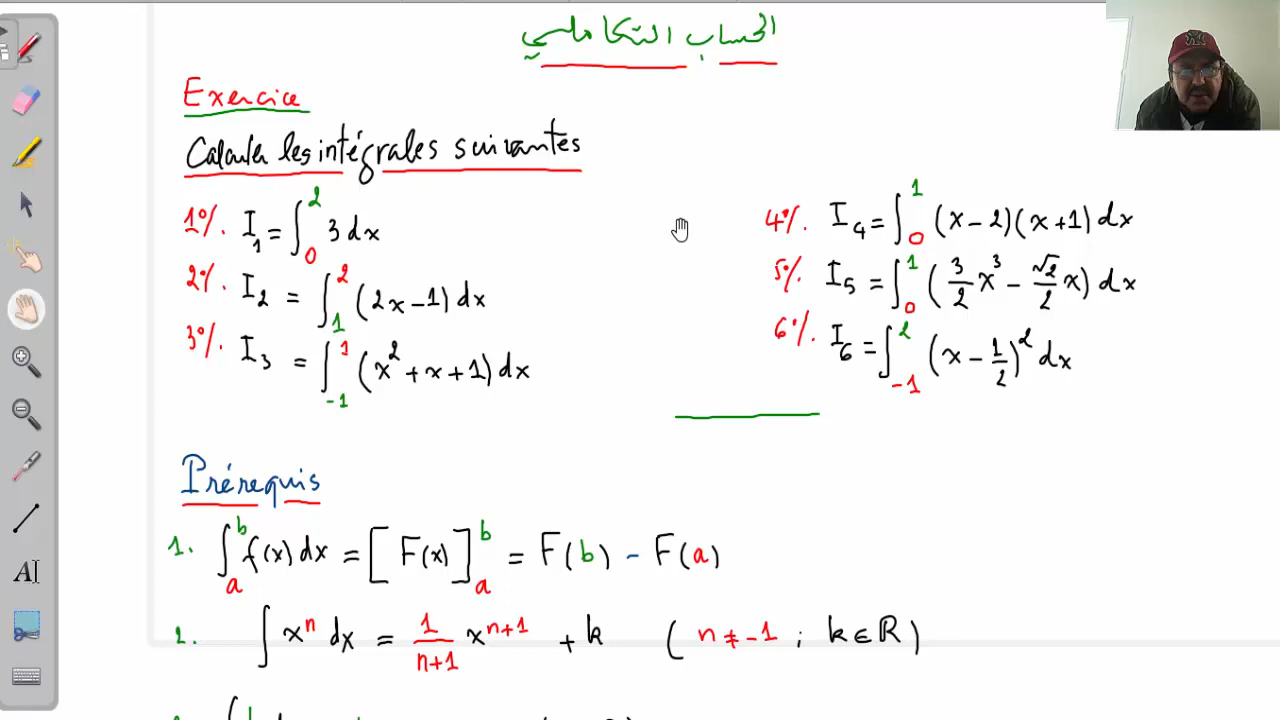 الحساب التكاملي
Exercice
Calculer les intégrales suivantes
1°/. I₁ = ∫₀² 3 dx
2°/. I₂ = ∫₁² (2x - 1) dx
3°/. I₃ = ∫₋₁¹ (x² + x + 1) dx
4°/. I₄ = ∫₀¹ (x - 2)(x + 1) dx
5°/. I₅ = ∫₀¹ (3/2 x³ - √2/2 x) dx
6°/. I₆ = ∫₋₁² (x - 1/2)² dx
Prérequis
1. ∫ₐᵇ f(x) dx = [F(x)]ₐᵇ = F(b) - F(a)
2. ∫ xⁿ dx = 1/(n+1) xⁿ⁺¹ + k (n ≠ -1 ; k ∈ ℝ)